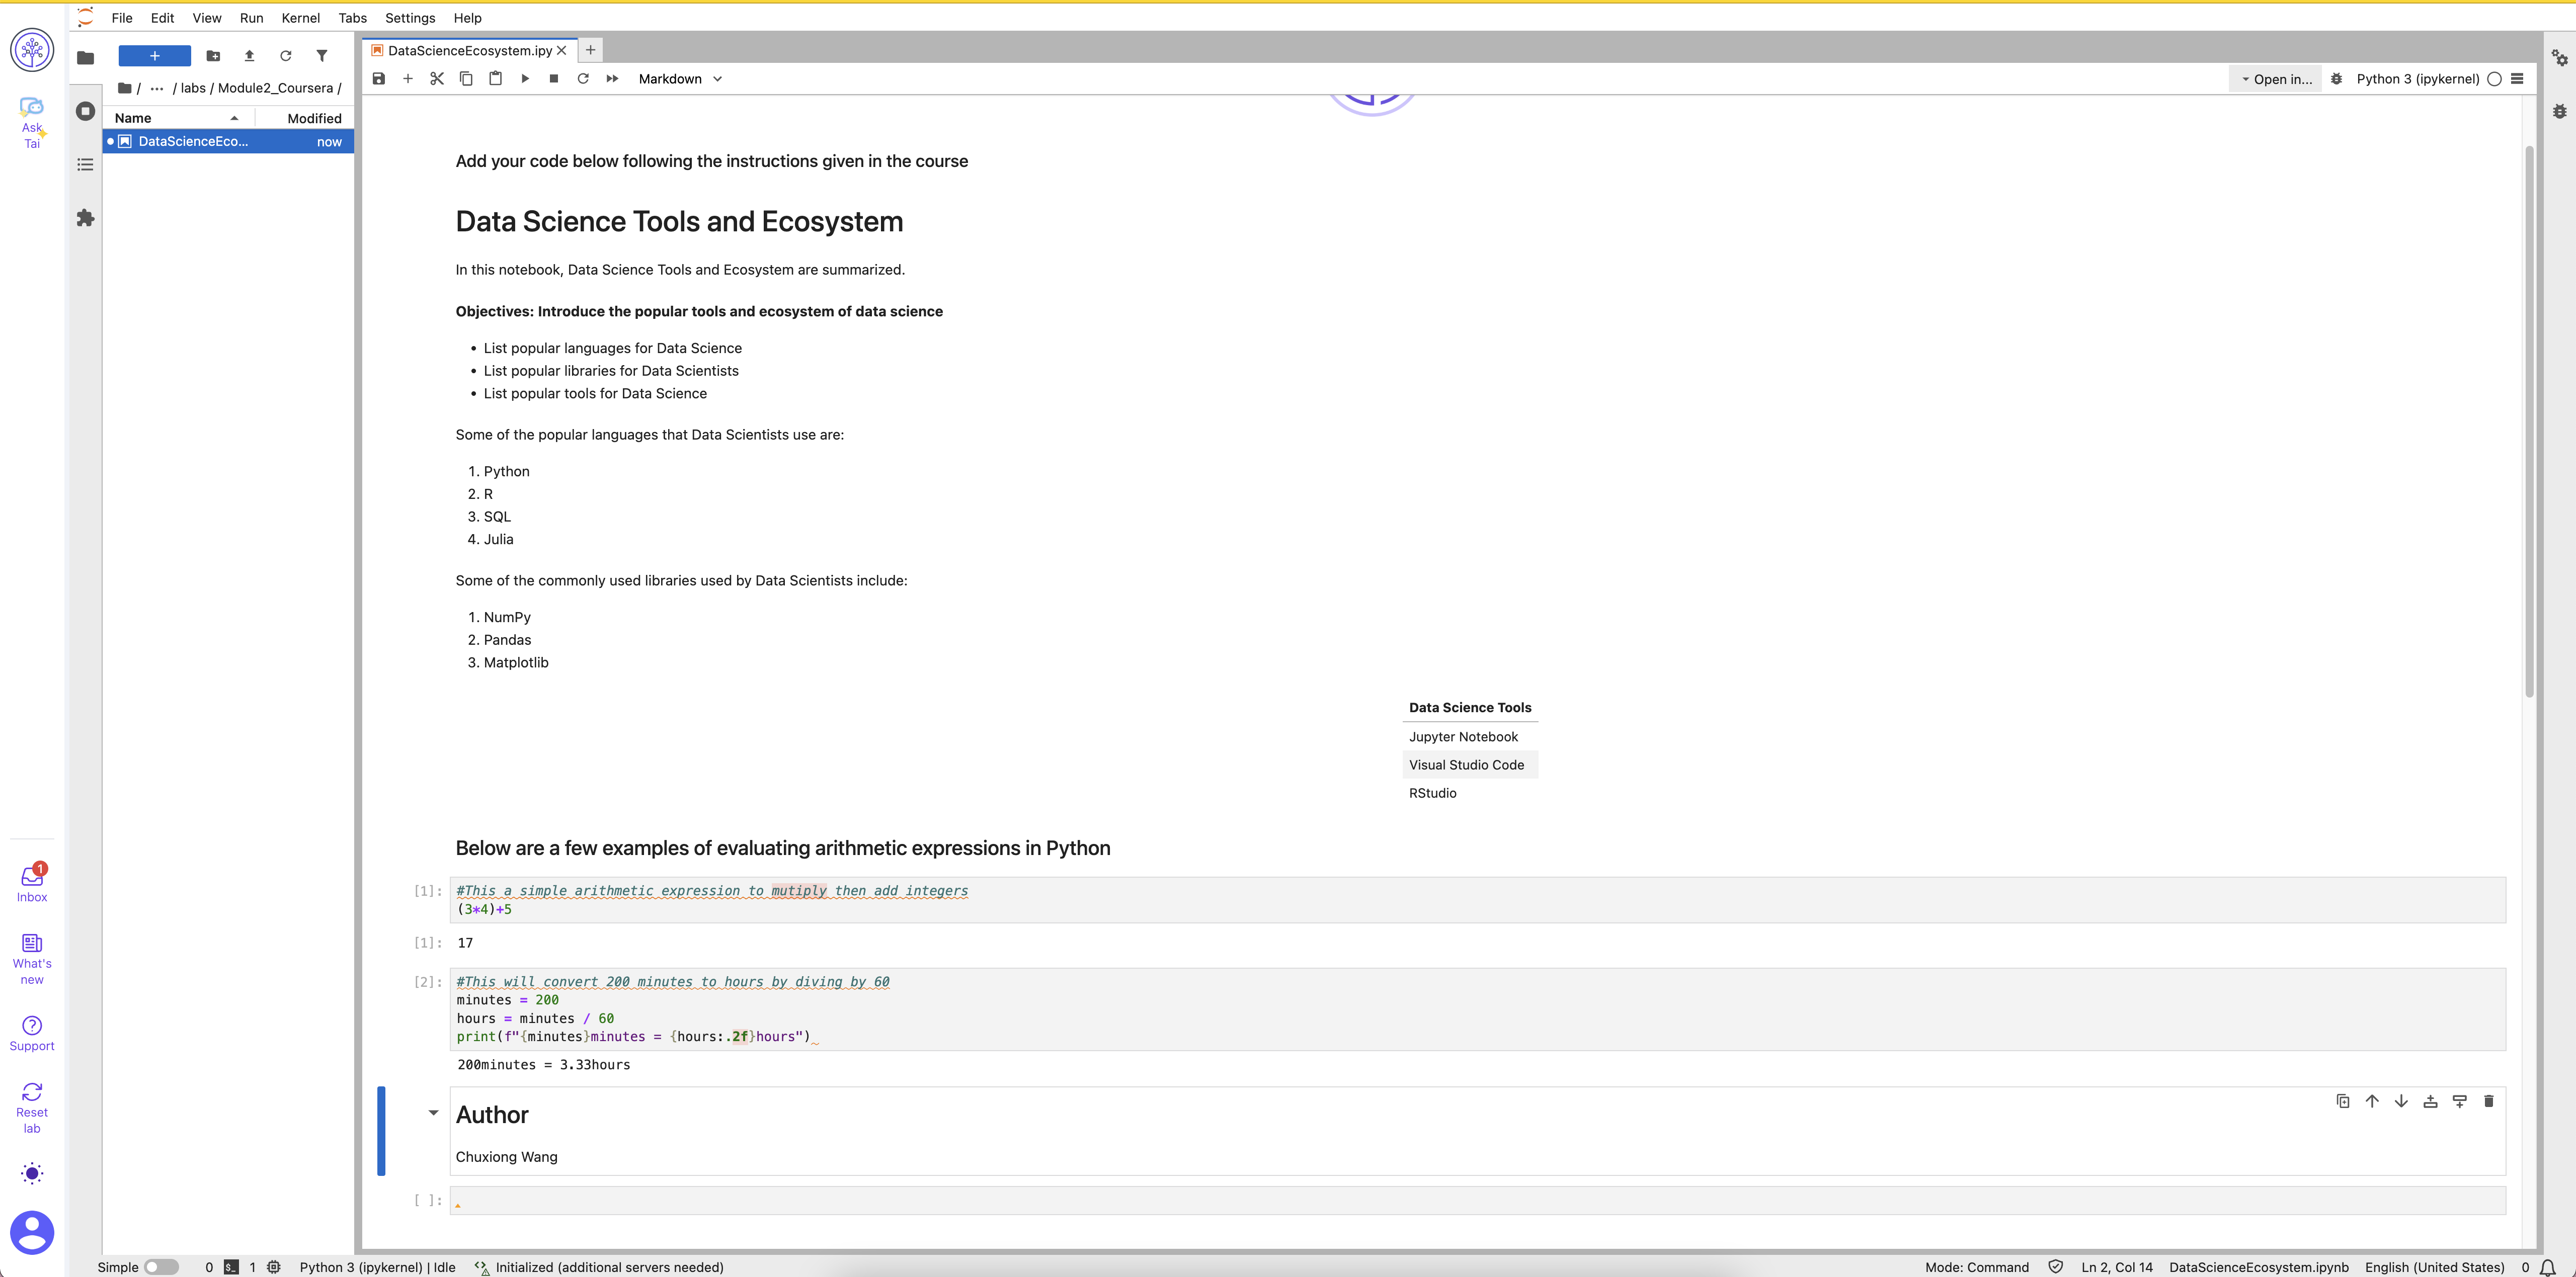 File Edit View Run Kernel Tabs Settings Help
Ask
Tai
+
/ ... / labs / Module2_Coursera /
Name Modified
DataScienceEco... now
DataScienceEcosystem.ipy
Markdown
Open in...
Python 3 (ipykernel)
Add your code below following the instructions given in the course
Data Science Tools and Ecosystem
In this notebook, Data Science Tools and Ecosystem are summarized.
Objectives: Introduce the popular tools and ecosystem of data science
• List popular languages for Data Science
• List popular libraries for Data Scientists
• List popular tools for Data Science
Some of the popular languages that Data Scientists use are:
1. Python
2. R
3. SQL
4. Julia
Some of the commonly used libraries used by Data Scientists include:
1. NumPy
2. Pandas
3. Matplotlib
Data Science Tools
Jupyter Notebook
Visual Studio Code
RStudio
Below are a few examples of evaluating arithmetic expressions in Python
[1]: #This a simple arithmetic expression to mutiply then add integers
(3*4)+5
[1]: 17
[2]: #This will convert 200 minutes to hours by diving by 60
minutes = 200
hours = minutes / 60
print(f"{minutes}minutes = {hours:.2f}hours")
200minutes = 3.33hours
Author
Chuxiong Wang
[ ]:
1
Inbox
What's
new
Support
Reset
lab
Simple 0 $_ 1 Python 3 (ipykernel) | Idle Initialized (additional servers needed)
Mode: Command Ln 2, Col 14 DataScienceEcosystem.ipynb English (United States) 0